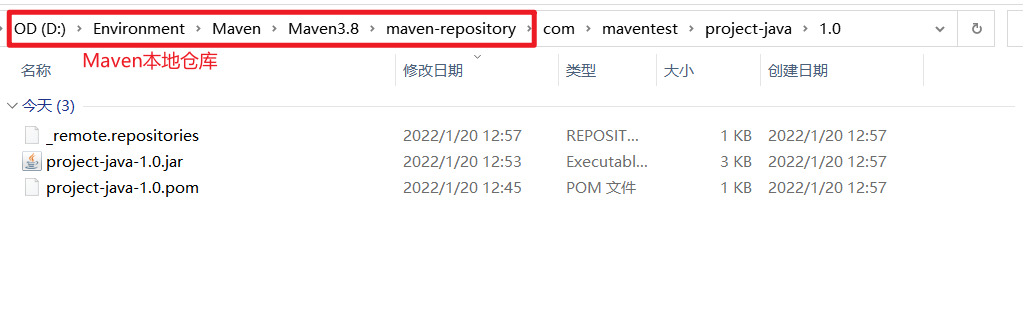 OD (D:) > Environment > Maven > Maven3.8 > maven-repository > com > maventest > project-java > 1.0
Maven本地仓库
名称 修改日期 类型 大小 创建日期
今天 (3)
_remote.repositories 2022/1/20 12:57 REPOSIT... 1 KB 2022/1/20 12:57
project-java-1.0.jar 2022/1/20 12:53 Executabl... 3 KB 2022/1/20 12:57
project-java-1.0.pom 2022/1/20 12:45 POM 文件 1 KB 2022/1/20 12:57